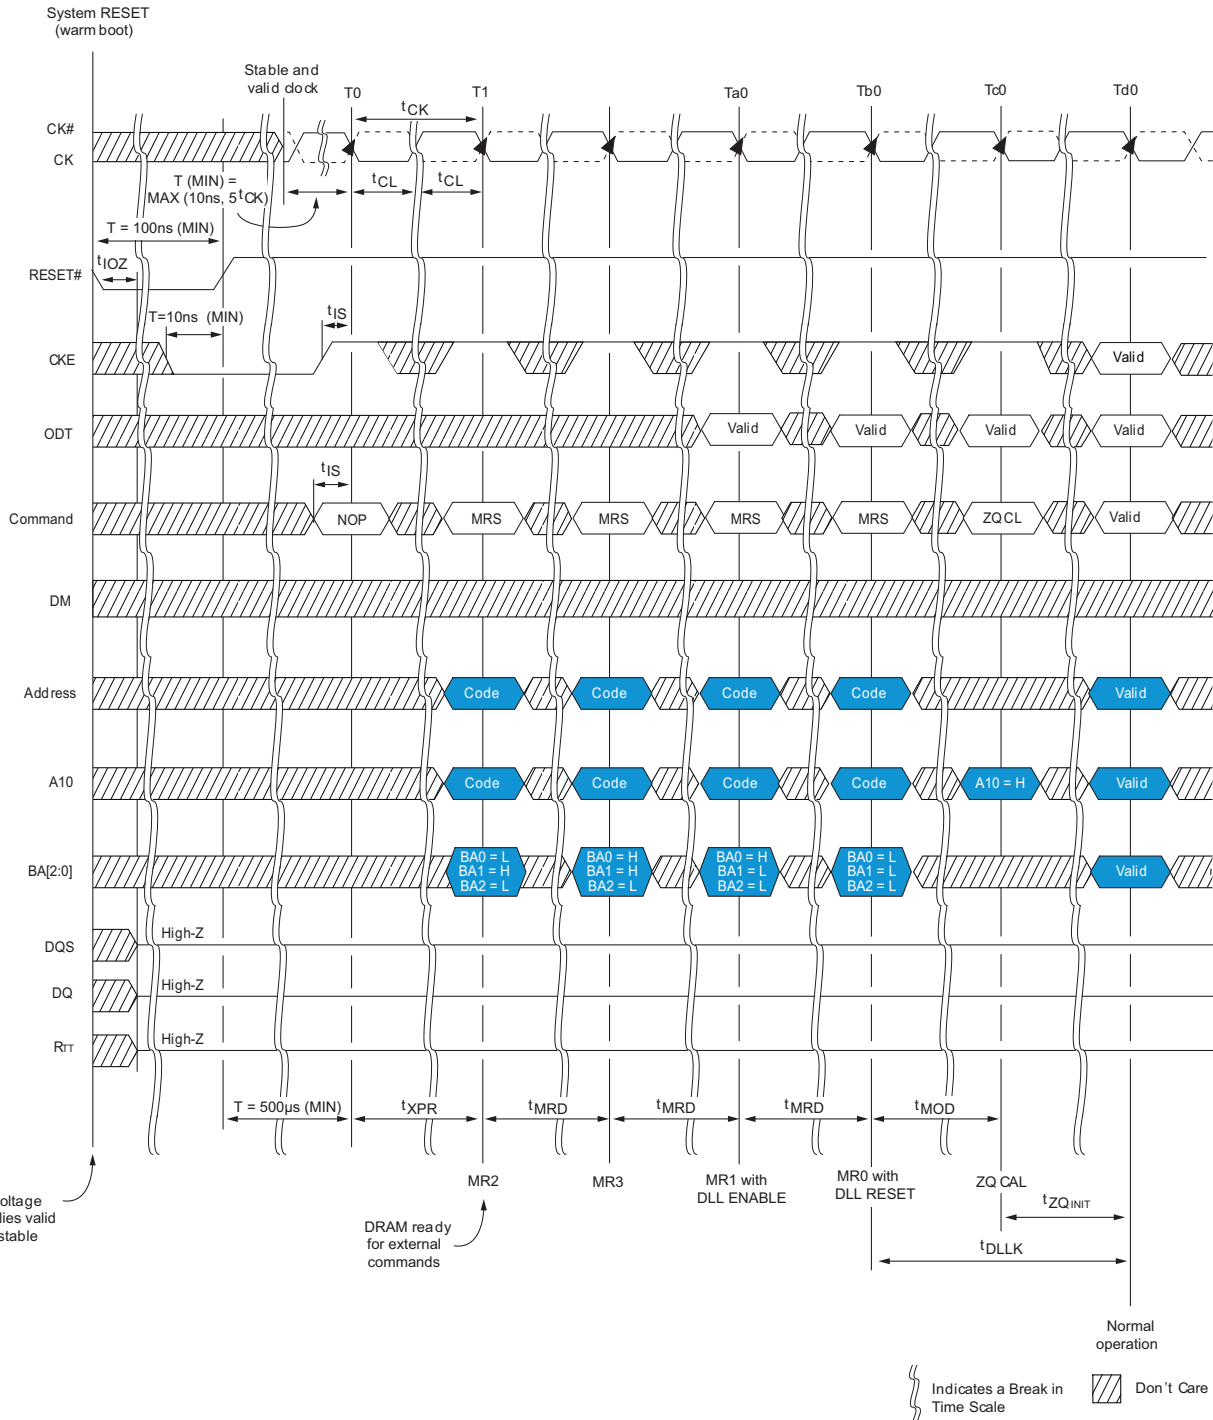 System RESET
(warm boot)
Stable and
valid clock
T0
T1
Ta0
Tb0
Tc0
Td0
tCK
CK#
CK
T (MIN) =
MAX (10ns, 5tCK)
tCL
tCL
T = 100ns (MIN)
tIOZ
RESET#
T=10ns (MIN)
tIS
CKE
Valid
ODT
Valid
Valid
Valid
Valid
tIS
Command
NOP
MRS
MRS
MRS
MRS
ZQCL
Valid
DM
Address
Code
Code
Code
Code
Valid
A10
Code
Code
Code
Code
A10 = H
Valid
BA[2:0]
BA0 = L
BA1 = H
BA2 = L
BA0 = H
BA1 = H
BA2 = L
BA0 = H
BA1 = L
BA2 = L
BA0 = L
BA1 = L
BA2 = L
Valid
DQS
High-Z
DQ
High-Z
RTT
High-Z
T = 500µs (MIN)
tXPR
tMRD
tMRD
tMRD
tMOD
MR2
MR3
MR1 with
DLL ENABLE
MR0 with
DLL RESET
ZQ CAL
tZQINIT
oltage
lies valid
stable
DRAM ready
for external
commands
tDLLK
Normal
operation
Indicates a Break in
Time Scale
Don't Care